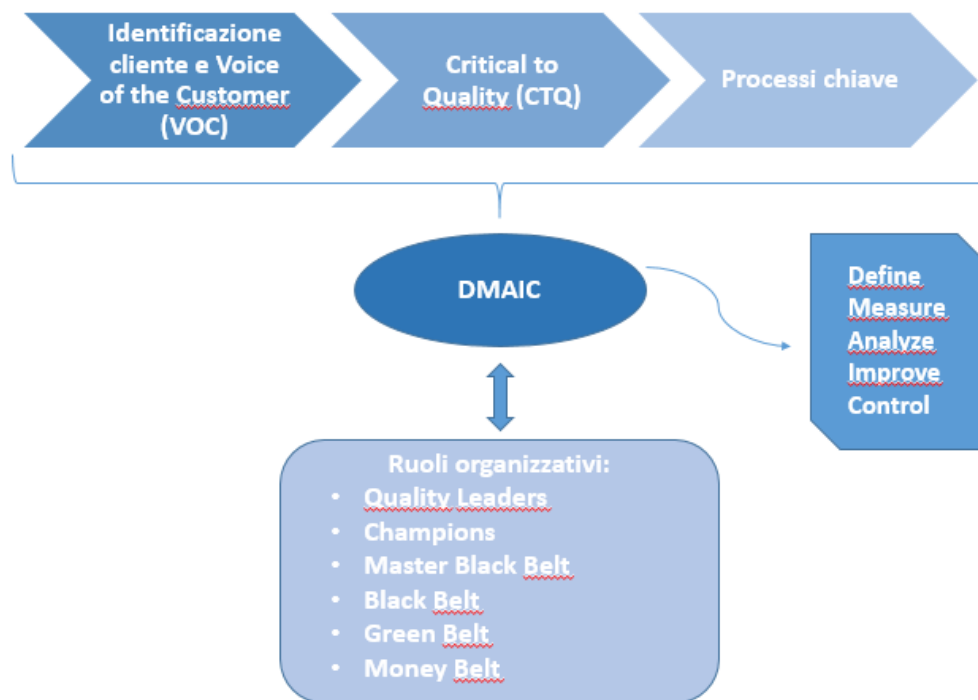 Identificazione
cliente e Voice
of the Customer
(VOC)
Critical to
Quality (CTQ)
Processi chiave
DMAIC
Define
Measure
Analyze
Improve
Control
Ruoli organizzativi:
• Quality Leaders
• Champions
• Master Black Belt
• Black Belt
• Green Belt
• Money Belt